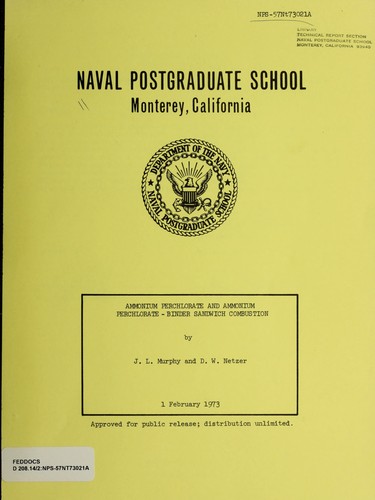 NPS-57Nt73021A
TECHNICAL REPORT SECTION
NAVAL POSTGRADUATE SCHOOL
MONTEREY, CALIFORNIA 93940
NAVAL POSTGRADUATE SCHOOL
Monterey, California
DEPARTMENT OF THE NAVY
NAVAL POSTGRADUATE SCHOOL
AMMONIUM PERCHLORATE AND AMMONIUM
PERCHLORATE - BINDER SANDWICH COMBUSTION
by
J. L. Murphy and D. W. Netzer
1 February 1973
Approved for public release; distribution unlimited.
FEDDOCS
D 208.14/2:NPS-57NT73021A